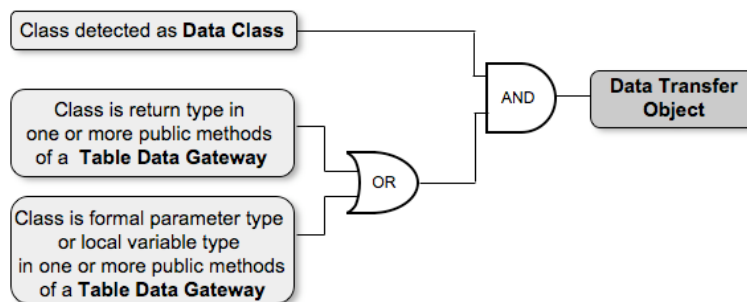 Class detected as Data Class
Class is return type in
one or more public methods
of a Table Data Gateway
Class is formal parameter type
or local variable type
in one or more public methods
of a Table Data Gateway
OR
AND
Data Transfer
Object